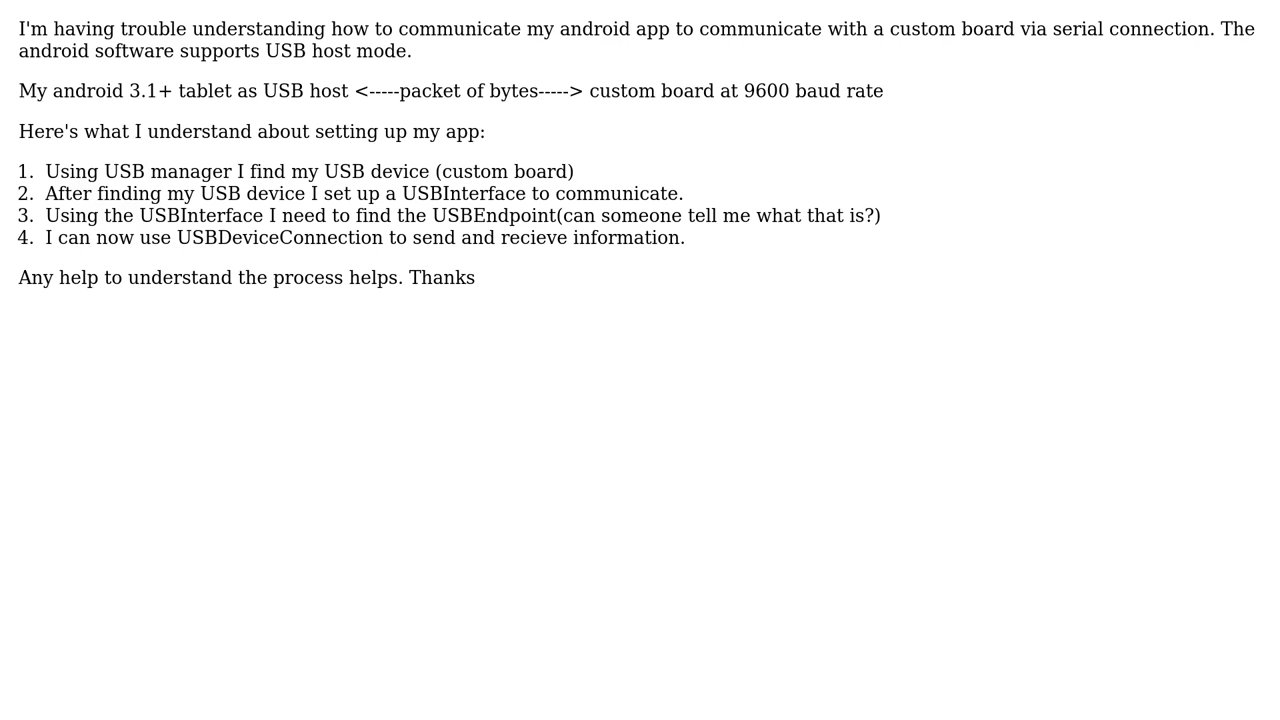 I'm having trouble understanding how to communicate my android app to communicate with a custom board via serial connection. The
android software supports USB host mode.
My android 3.1+ tablet as USB host <-----packet of bytes-----> custom board at 9600 baud rate
Here's what I understand about setting up my app:
1. Using USB manager I find my USB device (custom board)
2. After finding my USB device I set up a USBInterface to communicate.
3. Using the USBInterface I need to find the USBEndpoint(can someone tell me what that is?)
4. I can now use USBDeviceConnection to send and recieve information.
Any help to understand the process helps. Thanks